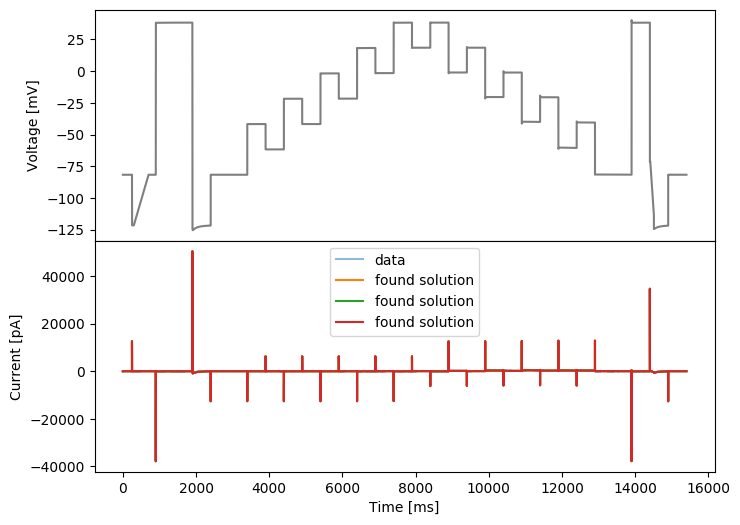 25
0
−25
−50
−75
−100
−125
Voltage [mV]
data
found solution
found solution
found solution
40000
20000
0
−20000
−40000
Current [pA]
0 2000 4000 6000 8000 10000 12000 14000 16000
Time [ms]